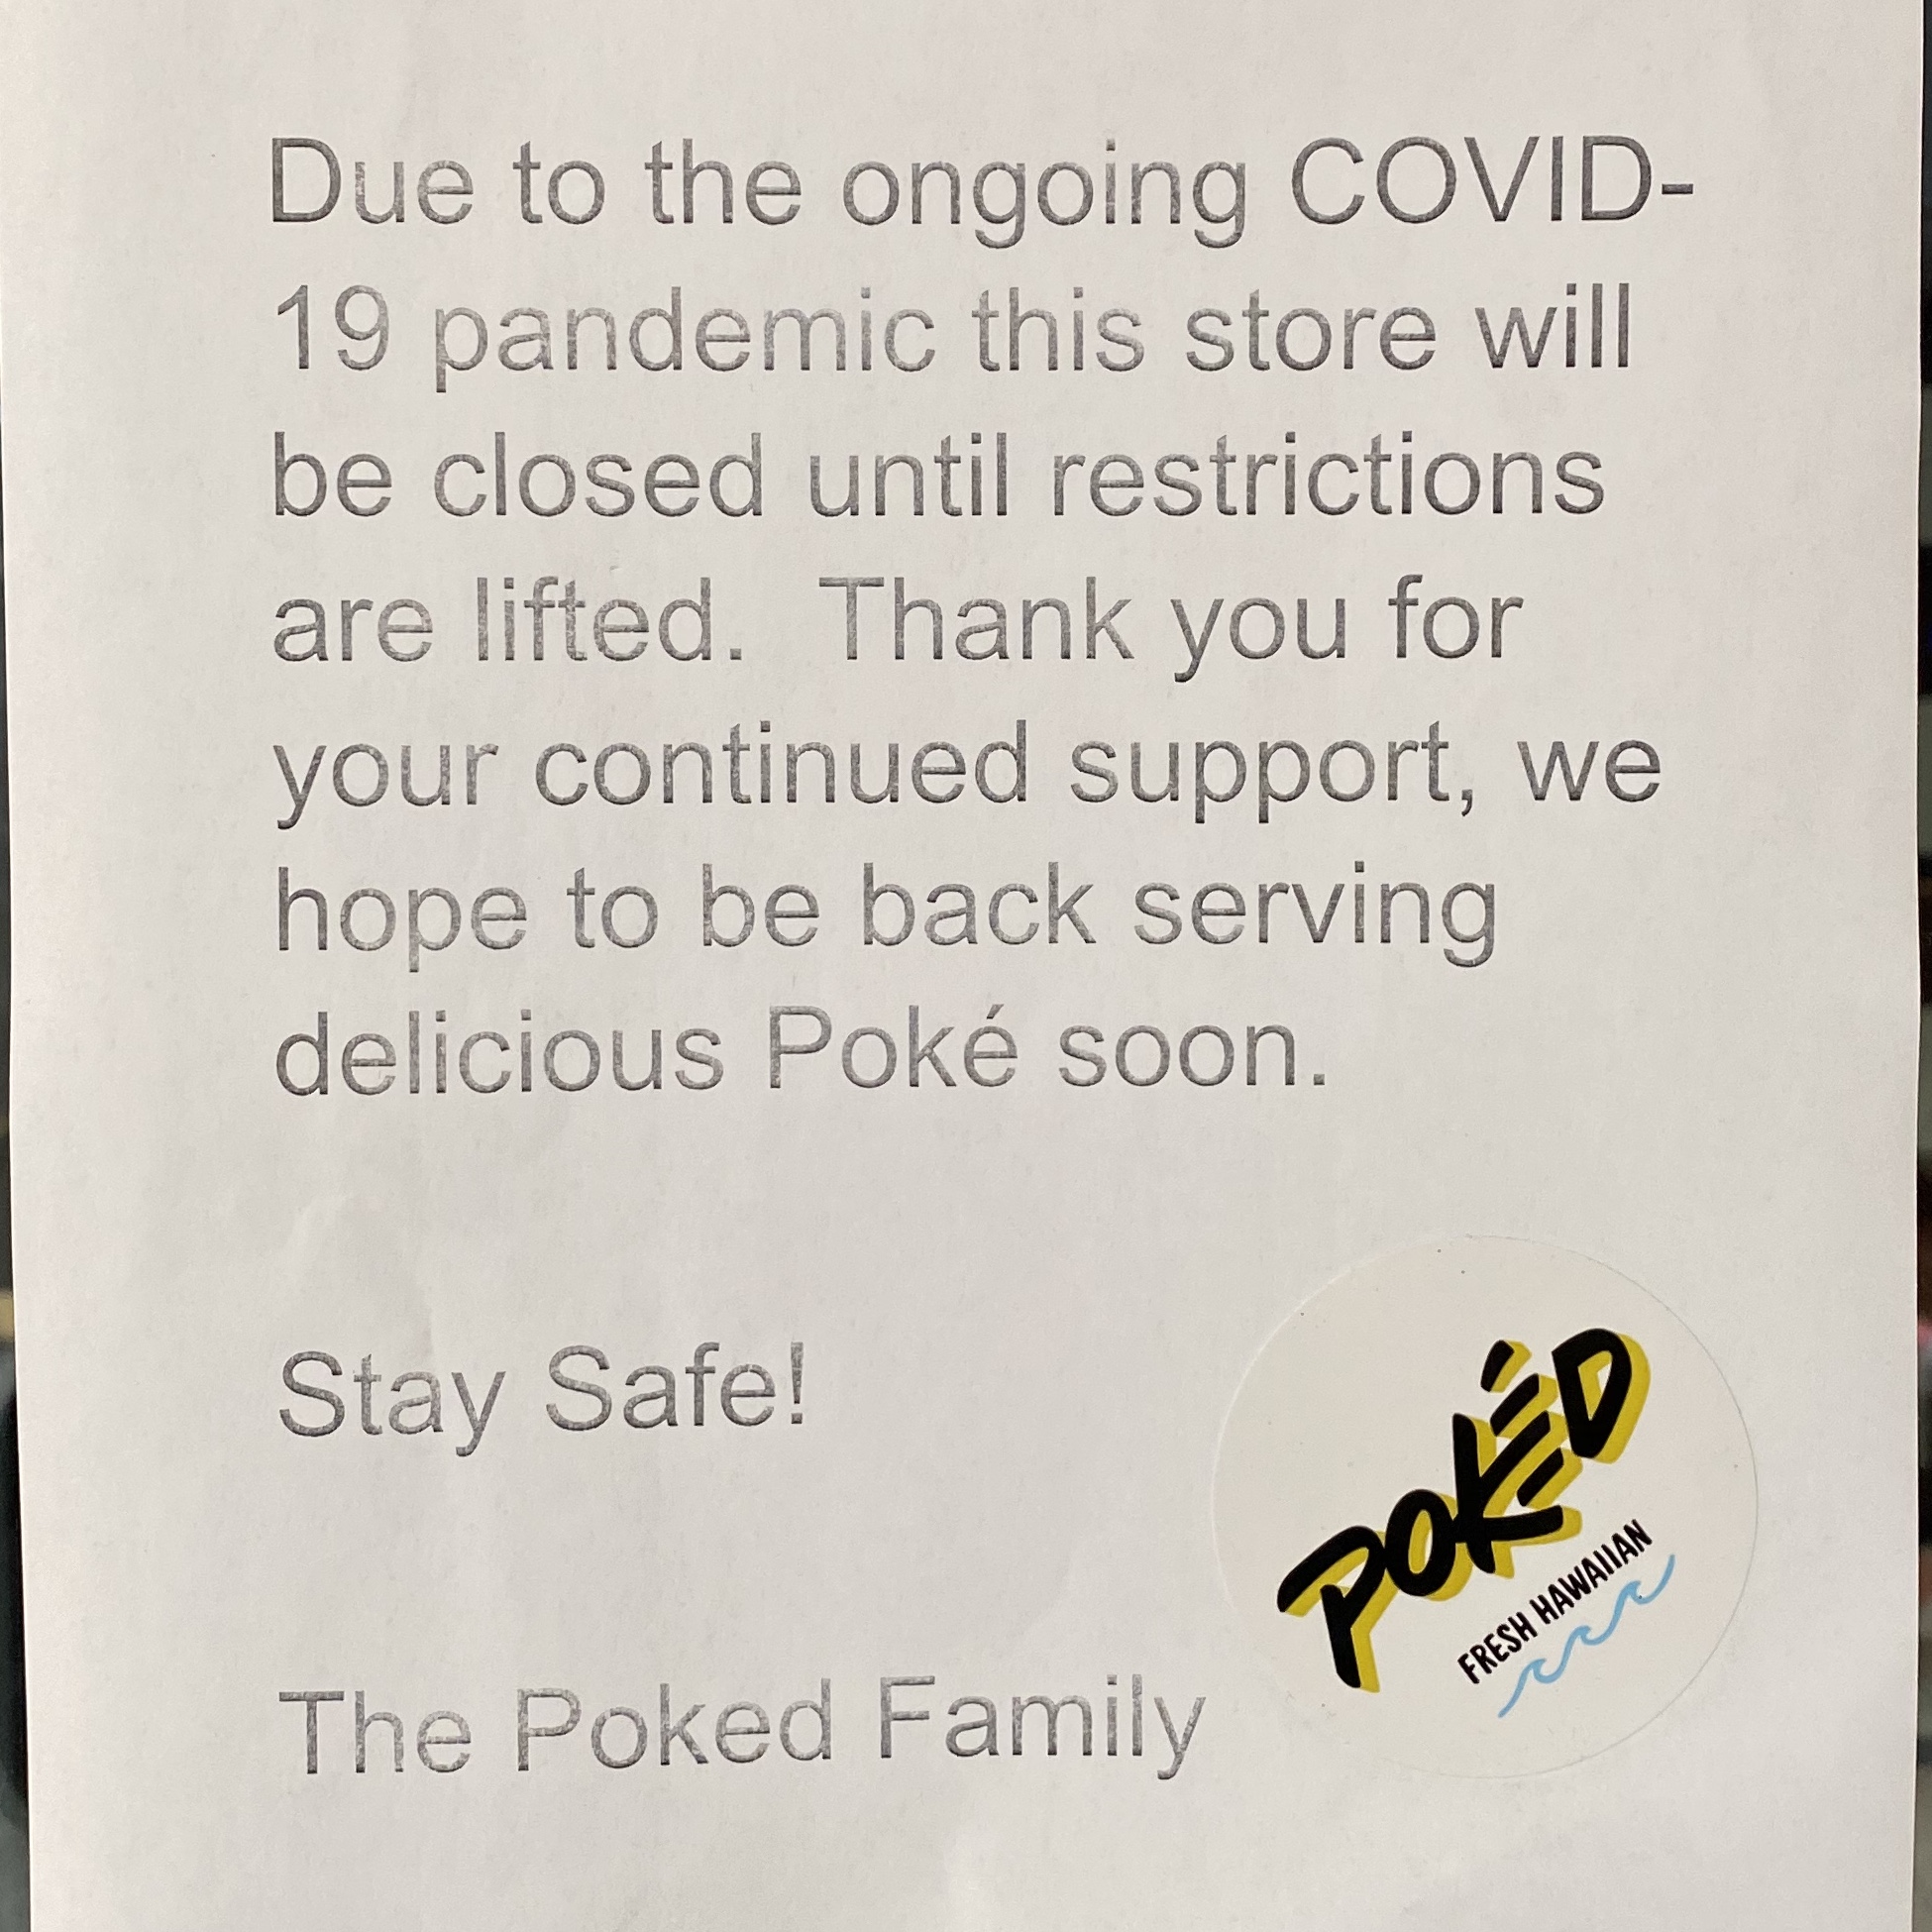 Due to the ongoing COVID-
19 pandemic this store will
be closed until restrictions
are lifted.  Thank you for
your continued support, we
hope to be back serving
delicious Poké soon.
Stay Safe!
The Poked Family
POKÉD
FRESH HAWAIIAN